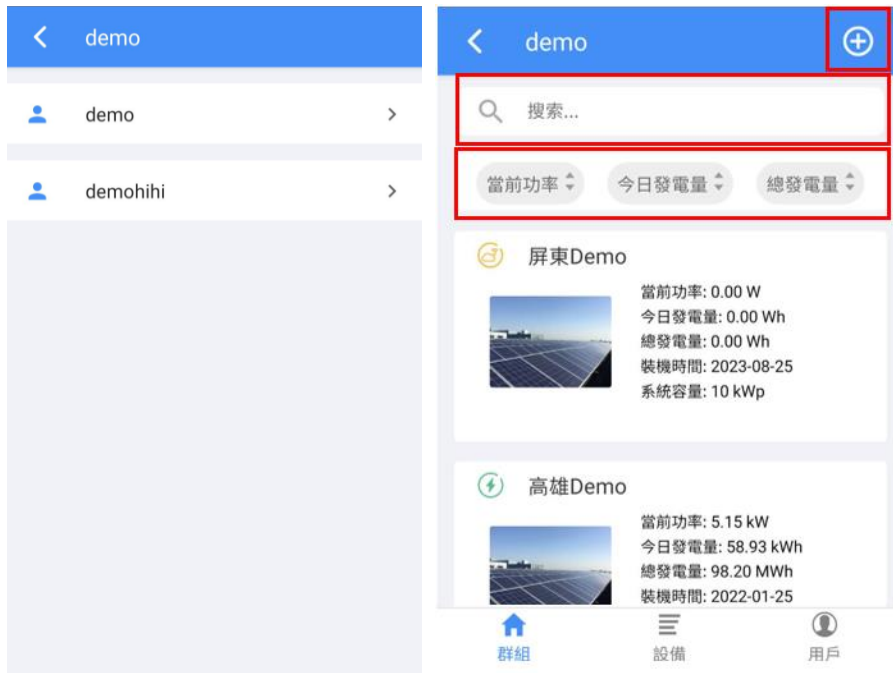 demo
demo
demohihi
demo
搜索...
當前功率
今日發電量
總發電量
屏東Demo
當前功率: 0.00 W
今日發電量: 0.00 Wh
總發電量: 0.00 Wh
裝機時間: 2023-08-25
系統容量: 10 kWp
高雄Demo
當前功率: 5.15 kW
今日發電量: 58.93 kWh
總發電量: 98.20 MWh
裝機時間: 2022-01-25
群組
設備
用戶